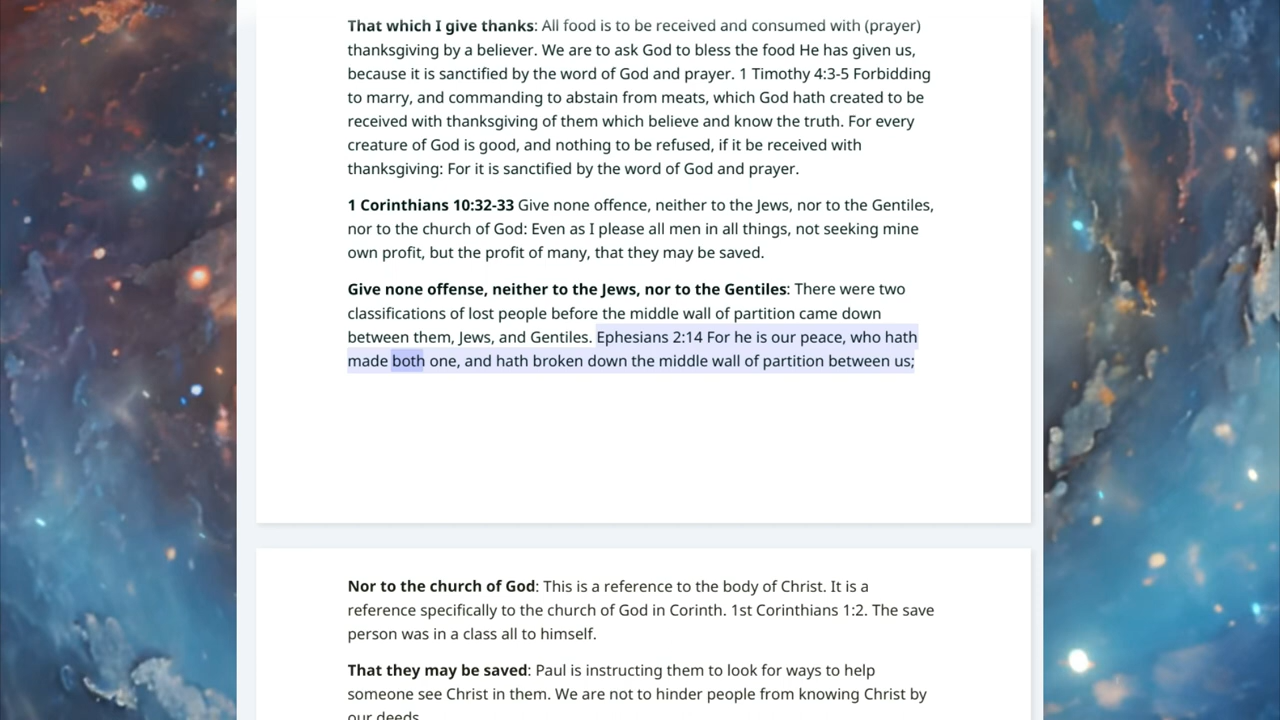 That which I give thanks: All food is to be received and consumed with (prayer)
thanksgiving by a believer. We are to ask God to bless the food He has given us,
because it is sanctified by the word of God and prayer. 1 Timothy 4:3-5 Forbidding
to marry, and commanding to abstain from meats, which God hath created to be
received with thanksgiving of them which believe and know the truth. For every
creature of God is good, and nothing to be refused, if it be received with
thanksgiving: For it is sanctified by the word of God and prayer.
1 Corinthians 10:32-33 Give none offence, neither to the Jews, nor to the Gentiles,
nor to the church of God: Even as I please all men in all things, not seeking mine
own profit, but the profit of many, that they may be saved.
Give none offense, neither to the Jews, nor to the Gentiles: There were two
classifications of lost people before the middle wall of partition came down
between them, Jews, and Gentiles. Ephesians 2:14 For he is our peace, who hath
made both one, and hath broken down the middle wall of partition between us;
Nor to the church of God: This is a reference to the body of Christ. It is a
reference specifically to the church of God in Corinth. 1st Corinthians 1:2. The save
person was in a class all to himself.
That they may be saved: Paul is instructing them to look for ways to help
someone see Christ in them. We are not to hinder people from knowing Christ by
our deeds